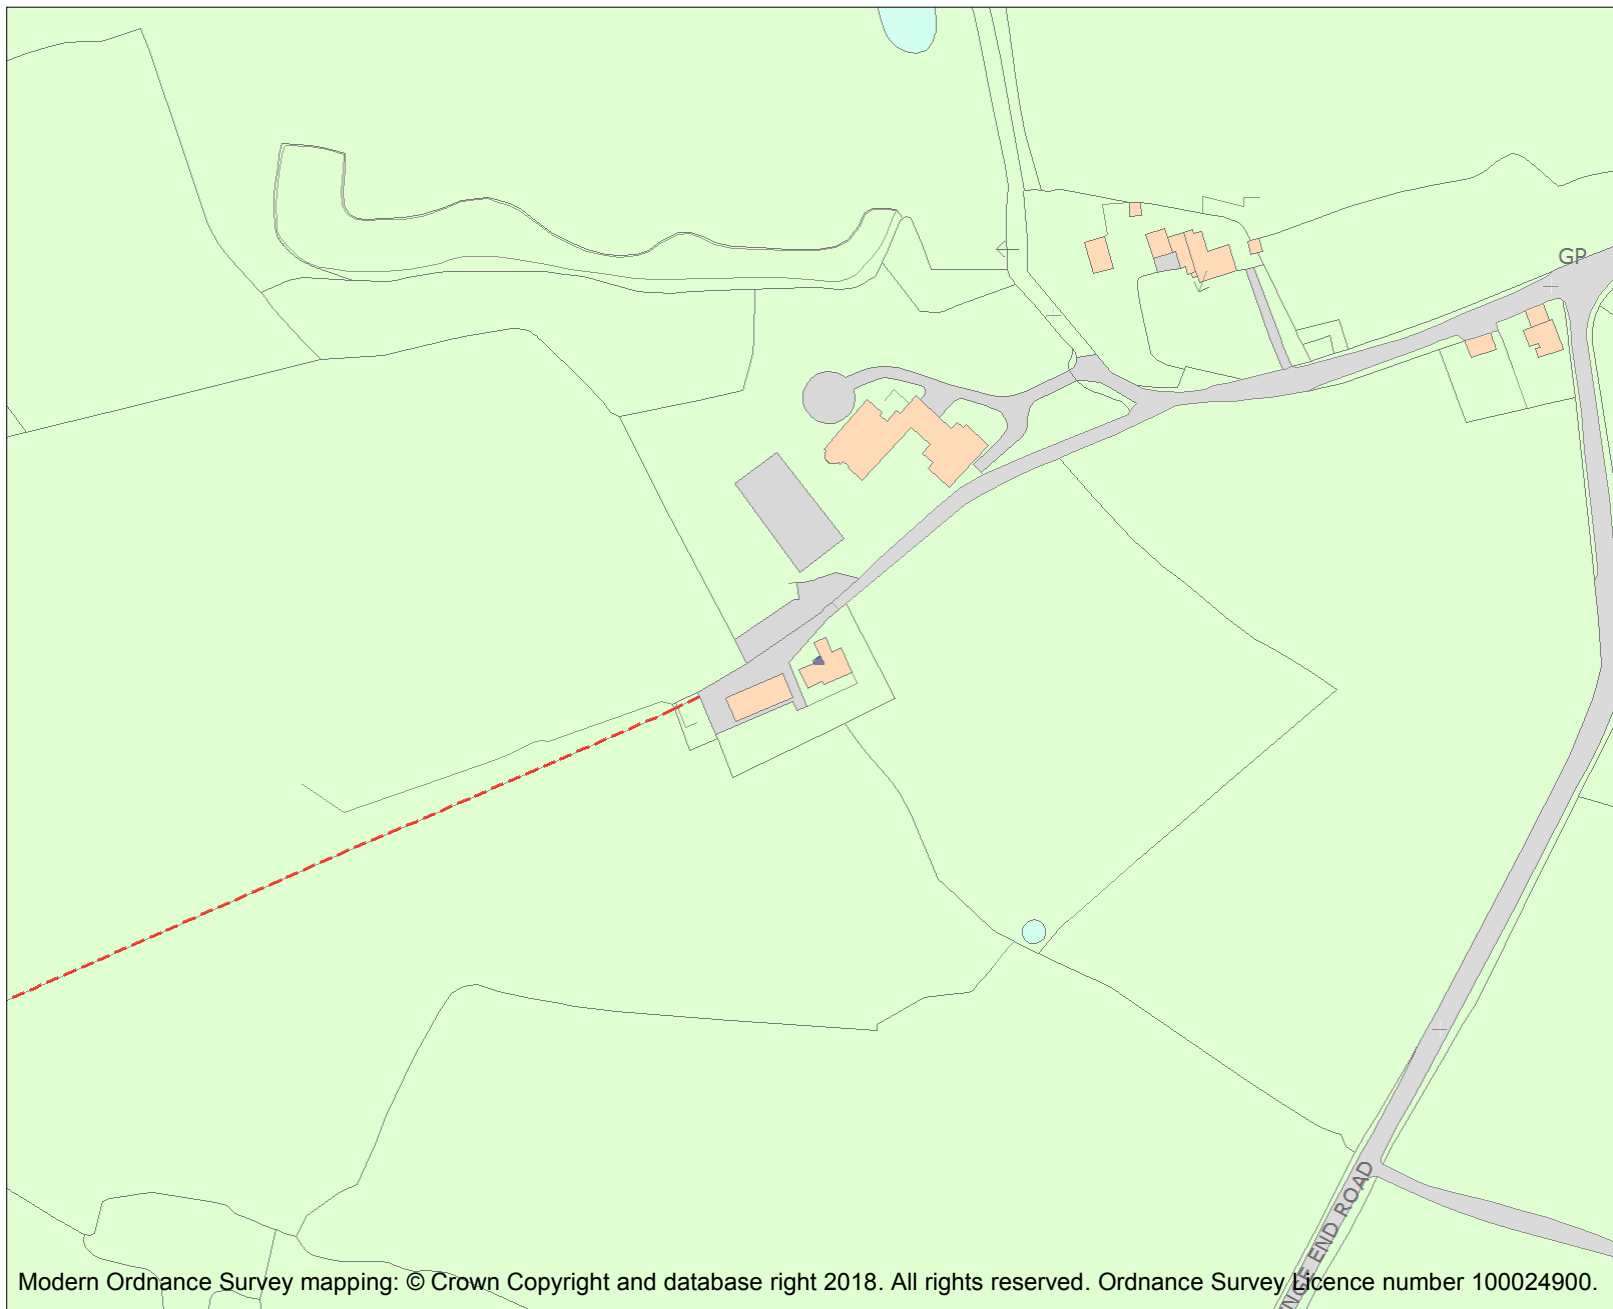 GP
END ROAD
Modern Ordnance Survey mapping: © Crown Copyright and database right 2018. All rights reserved. Ordnance Survey Licence number 100024900.